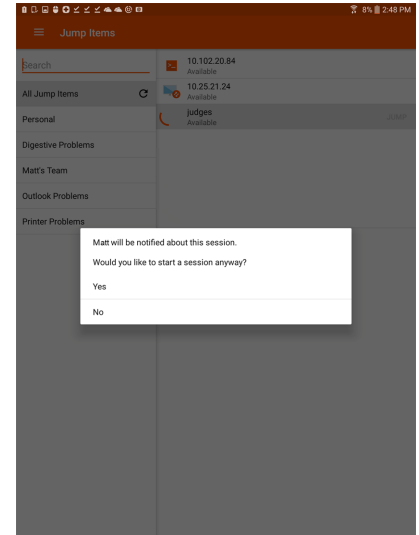 8% 2:48 PM
Jump Items
Search
All Jump Items
Personal
Digestive Problems
Matt's Team
Outlook Problems
Printer Problems
10.102.20.84
Available
10.25.21.24
Available
judges
Available
JUMP
Matt will be notified about this session.
Would you like to start a session anyway?
Yes
No